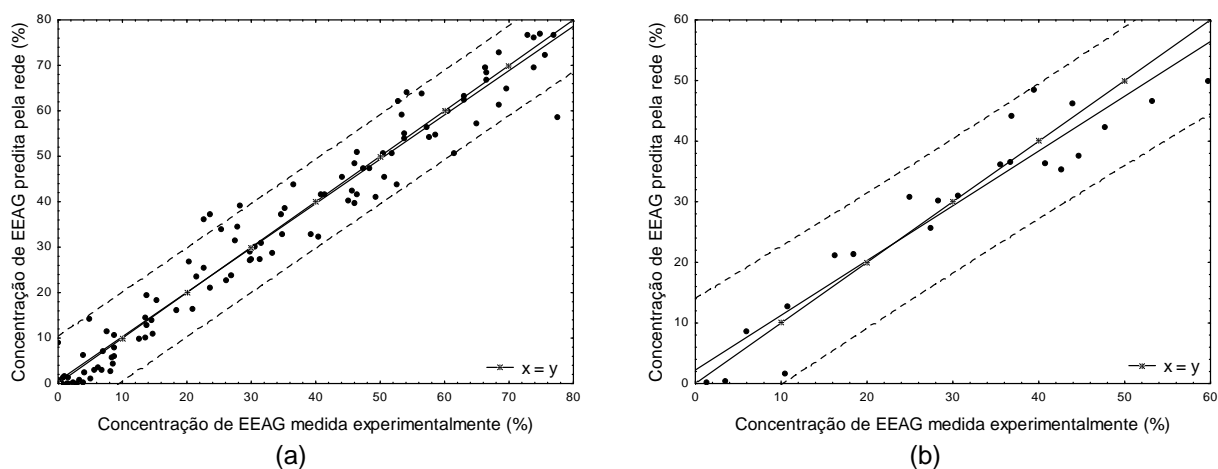 Concentração de EEAG predita pela rede (%)
80
70
60
50
40
30
20
10
0
0 10 20 30 40 50 60 70 80
x = y
Concentração de EEAG medida experimentalmente (%)
(a)
Concentração de EEAG predita pela rede (%)
60
50
40
30
20
10
0
0 10 20 30 40 50 60
x = y
Concentração de EEAG medida experimentalmente (%)
(b)